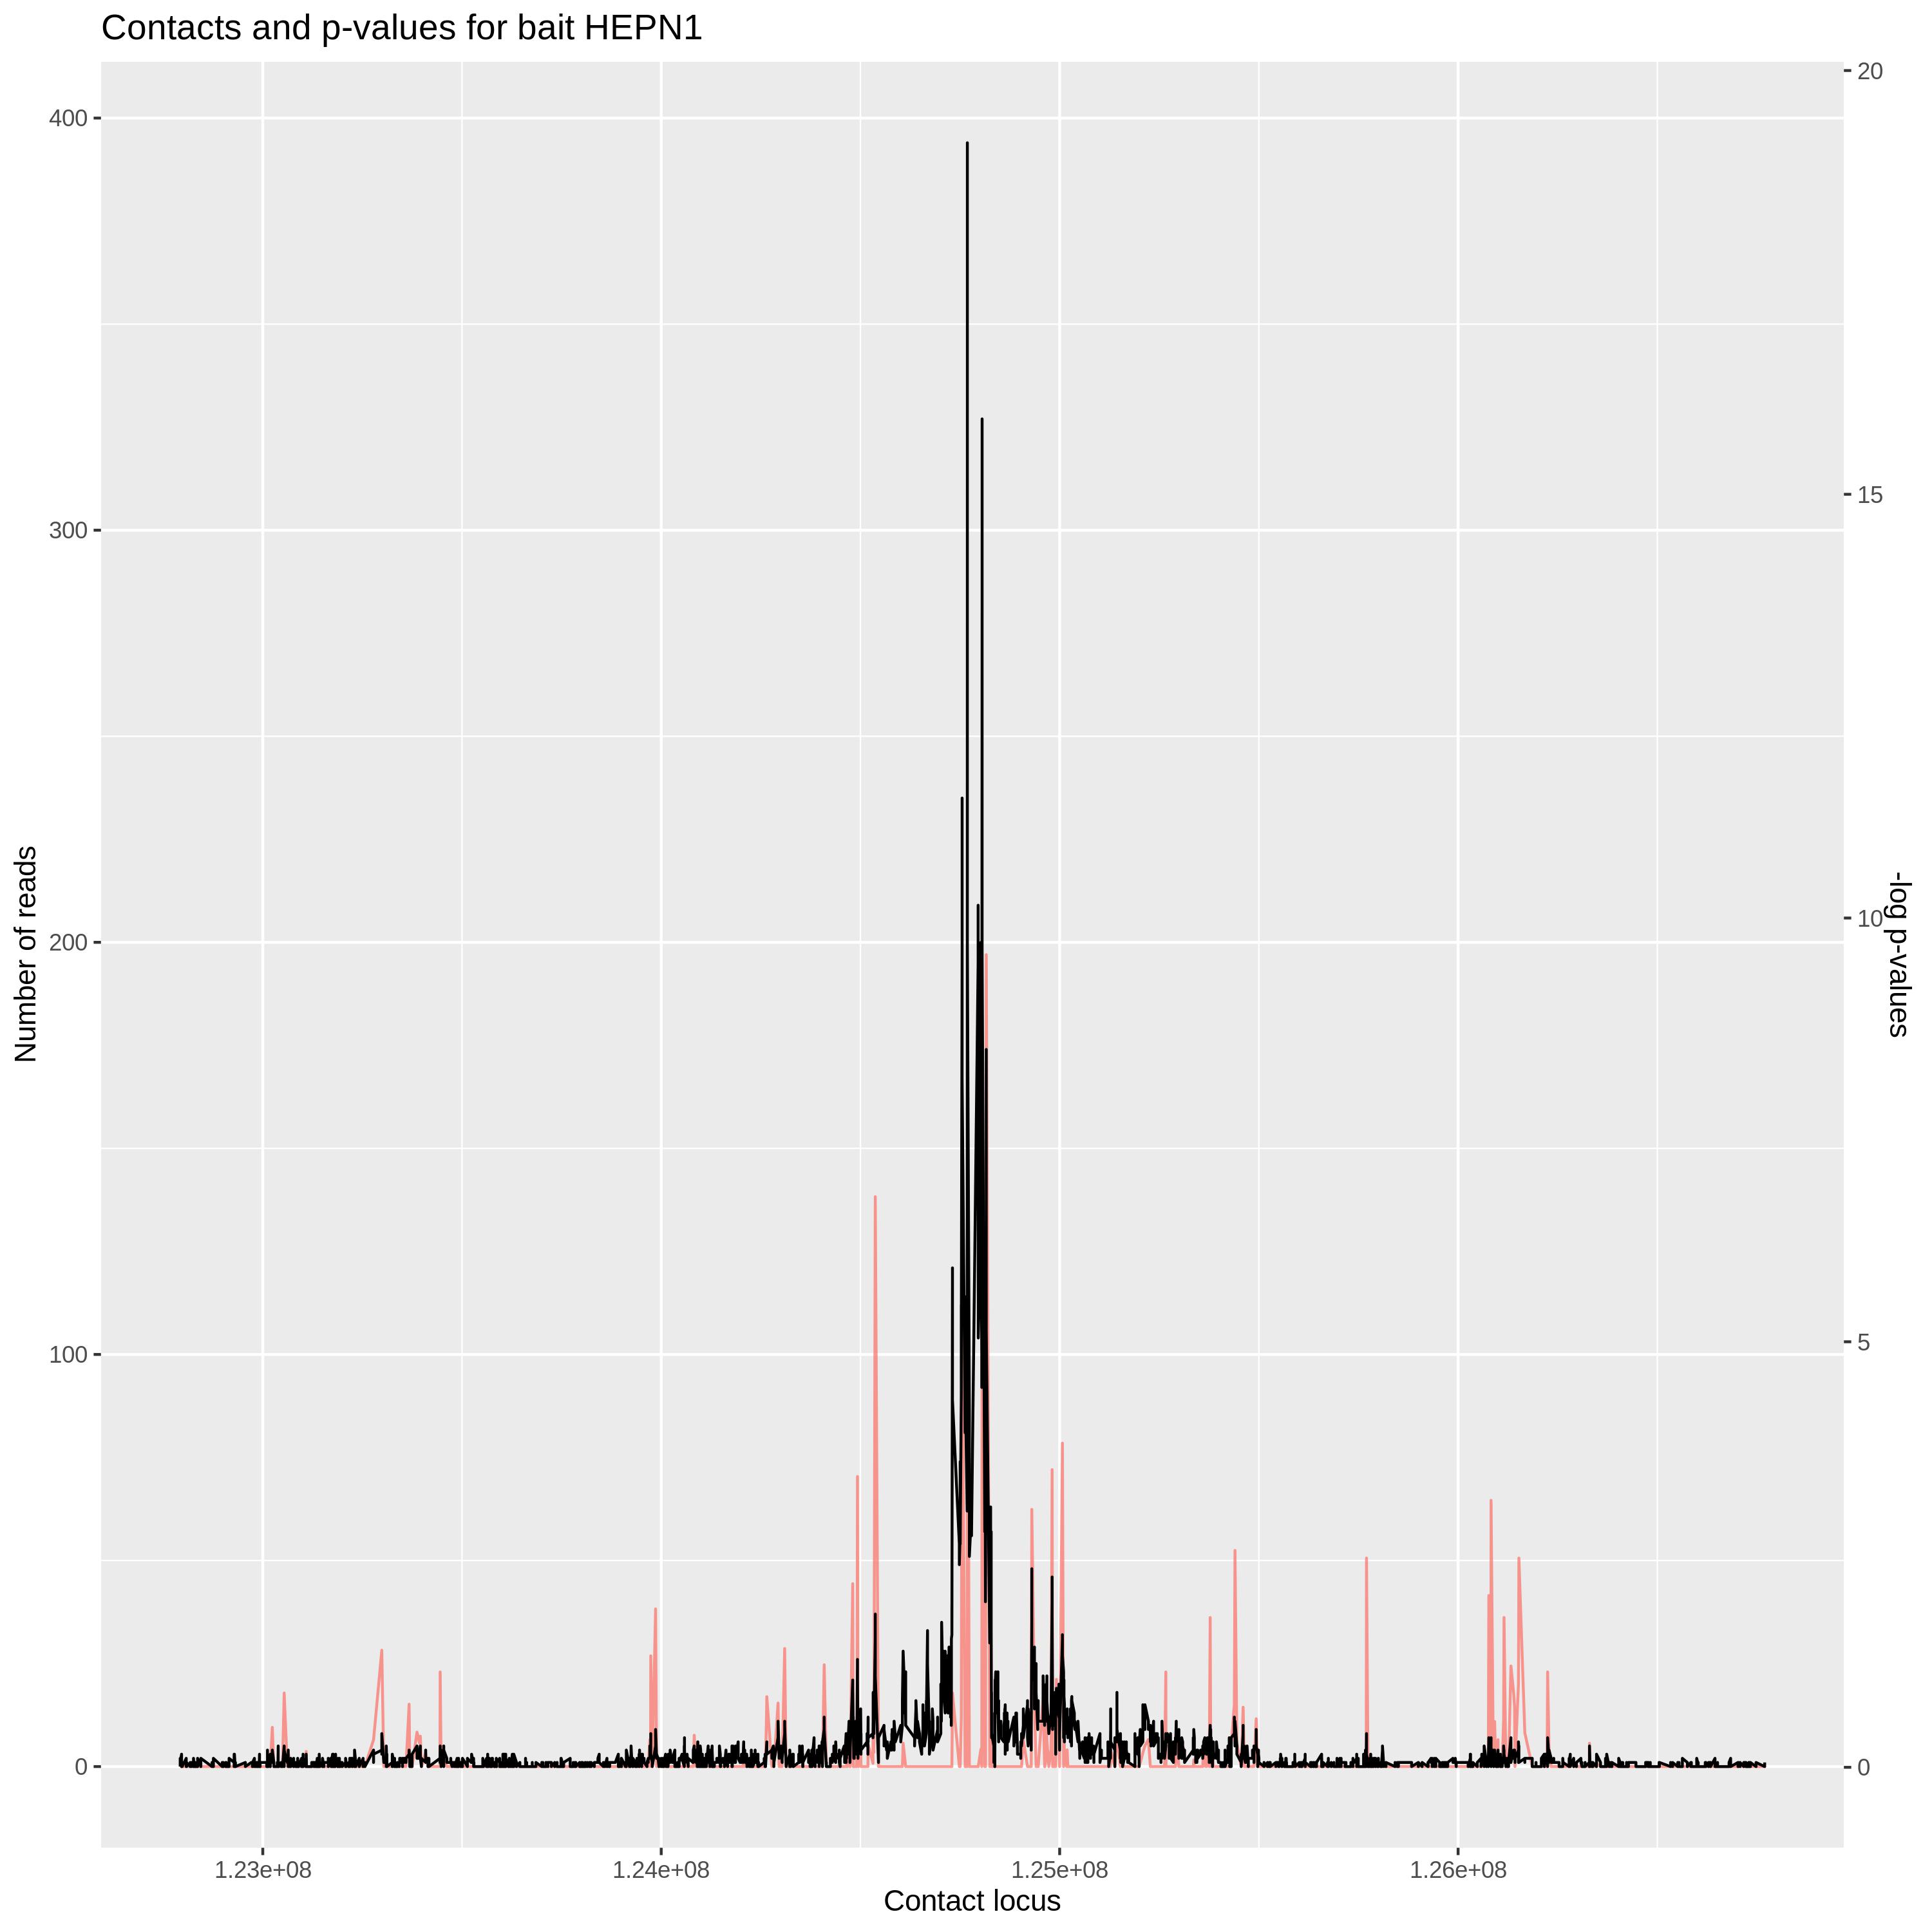 Contacts and p-values for bait HEPN1
400
300
200
100
0
Number of reads
20
15
10
5
0
-log p-values
1.23e+08 1.24e+08 1.25e+08 1.26e+08
Contact locus